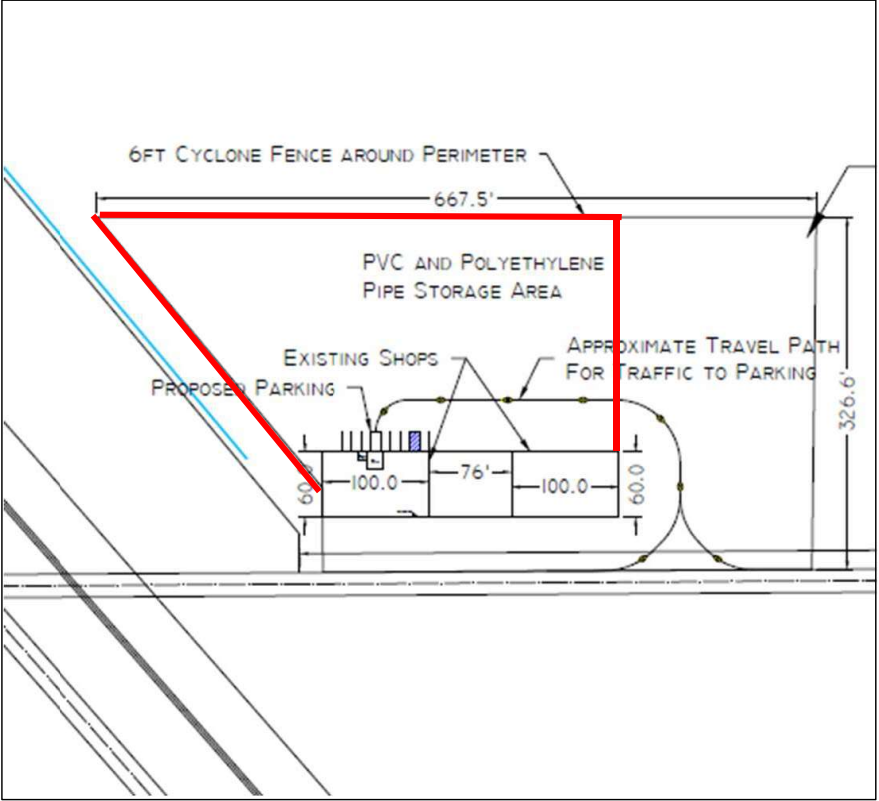 6FT CYCLONE FENCE AROUND PERIMETER
667.5'
PVC AND POLYETHYLENE
PIPE STORAGE AREA
EXISTING SHOPS
APPROXIMATE TRAVEL PATH
FOR TRAFFIC TO PARKING
PROPOSED PARKING
326.6'
60.0
100.0
76'
100.0
60.0